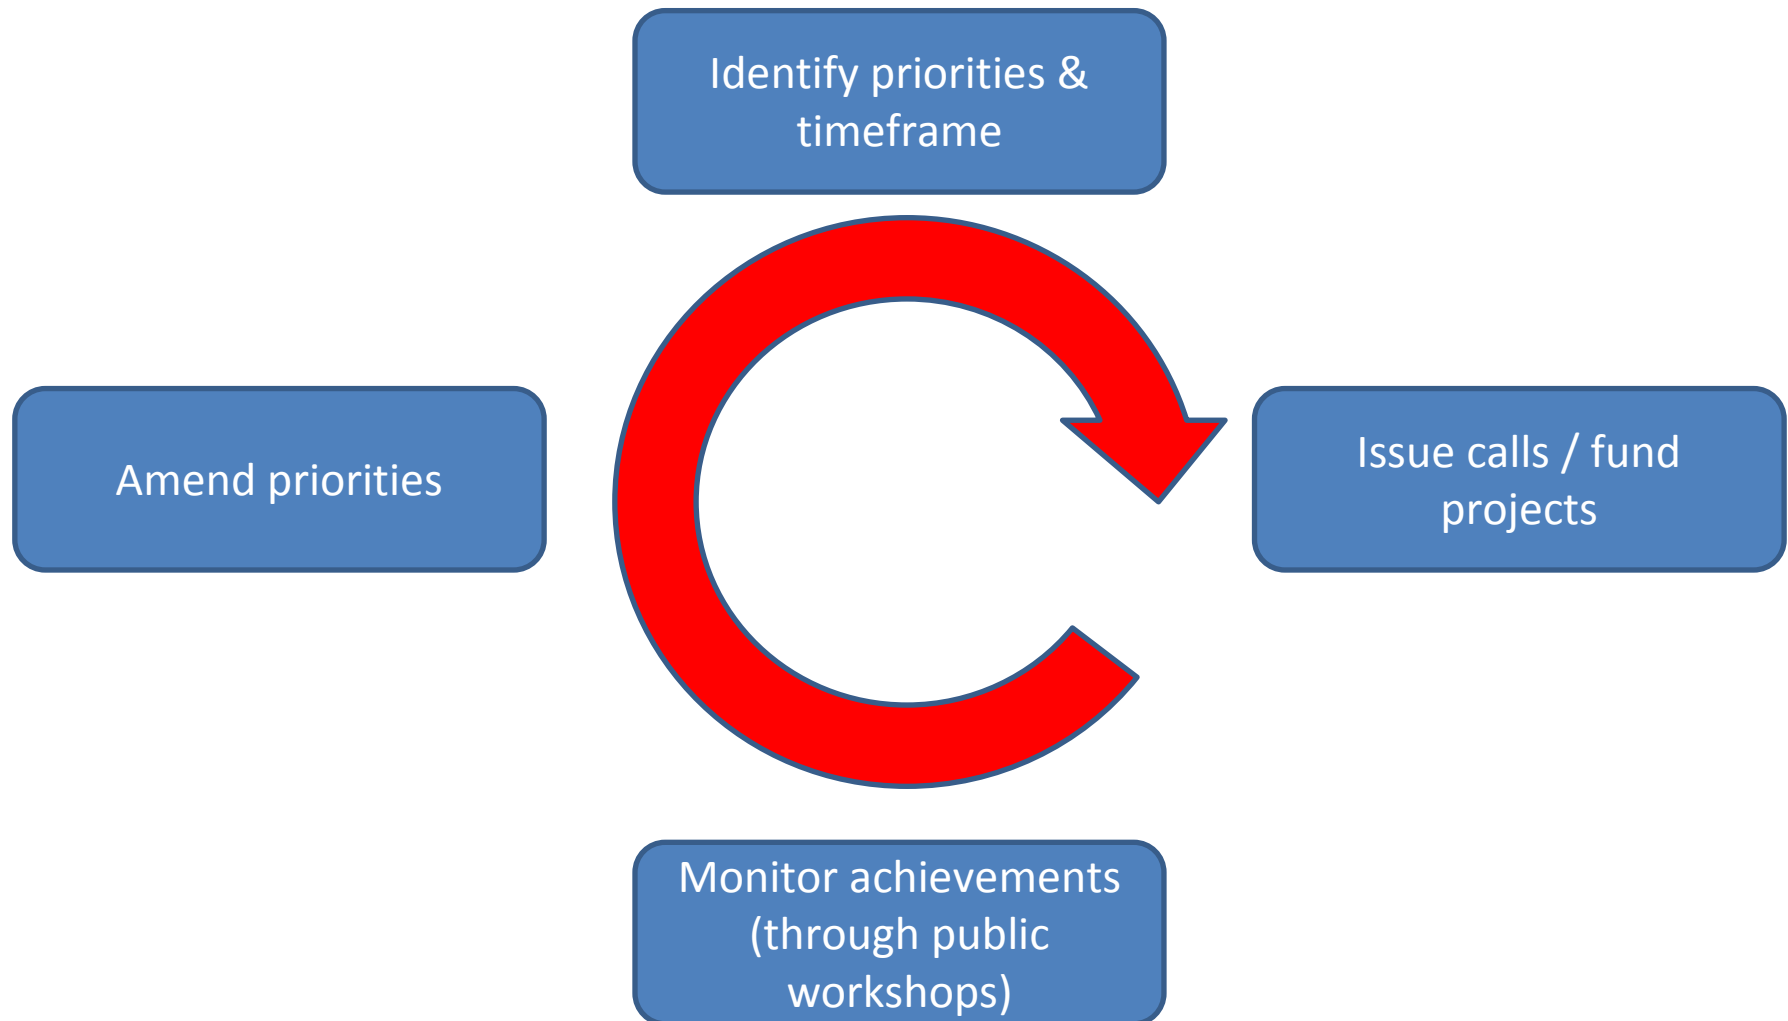 Identify priorities &
timeframe
Amend priorities
Issue calls / fund
projects
Monitor achievements
(through public
workshops)